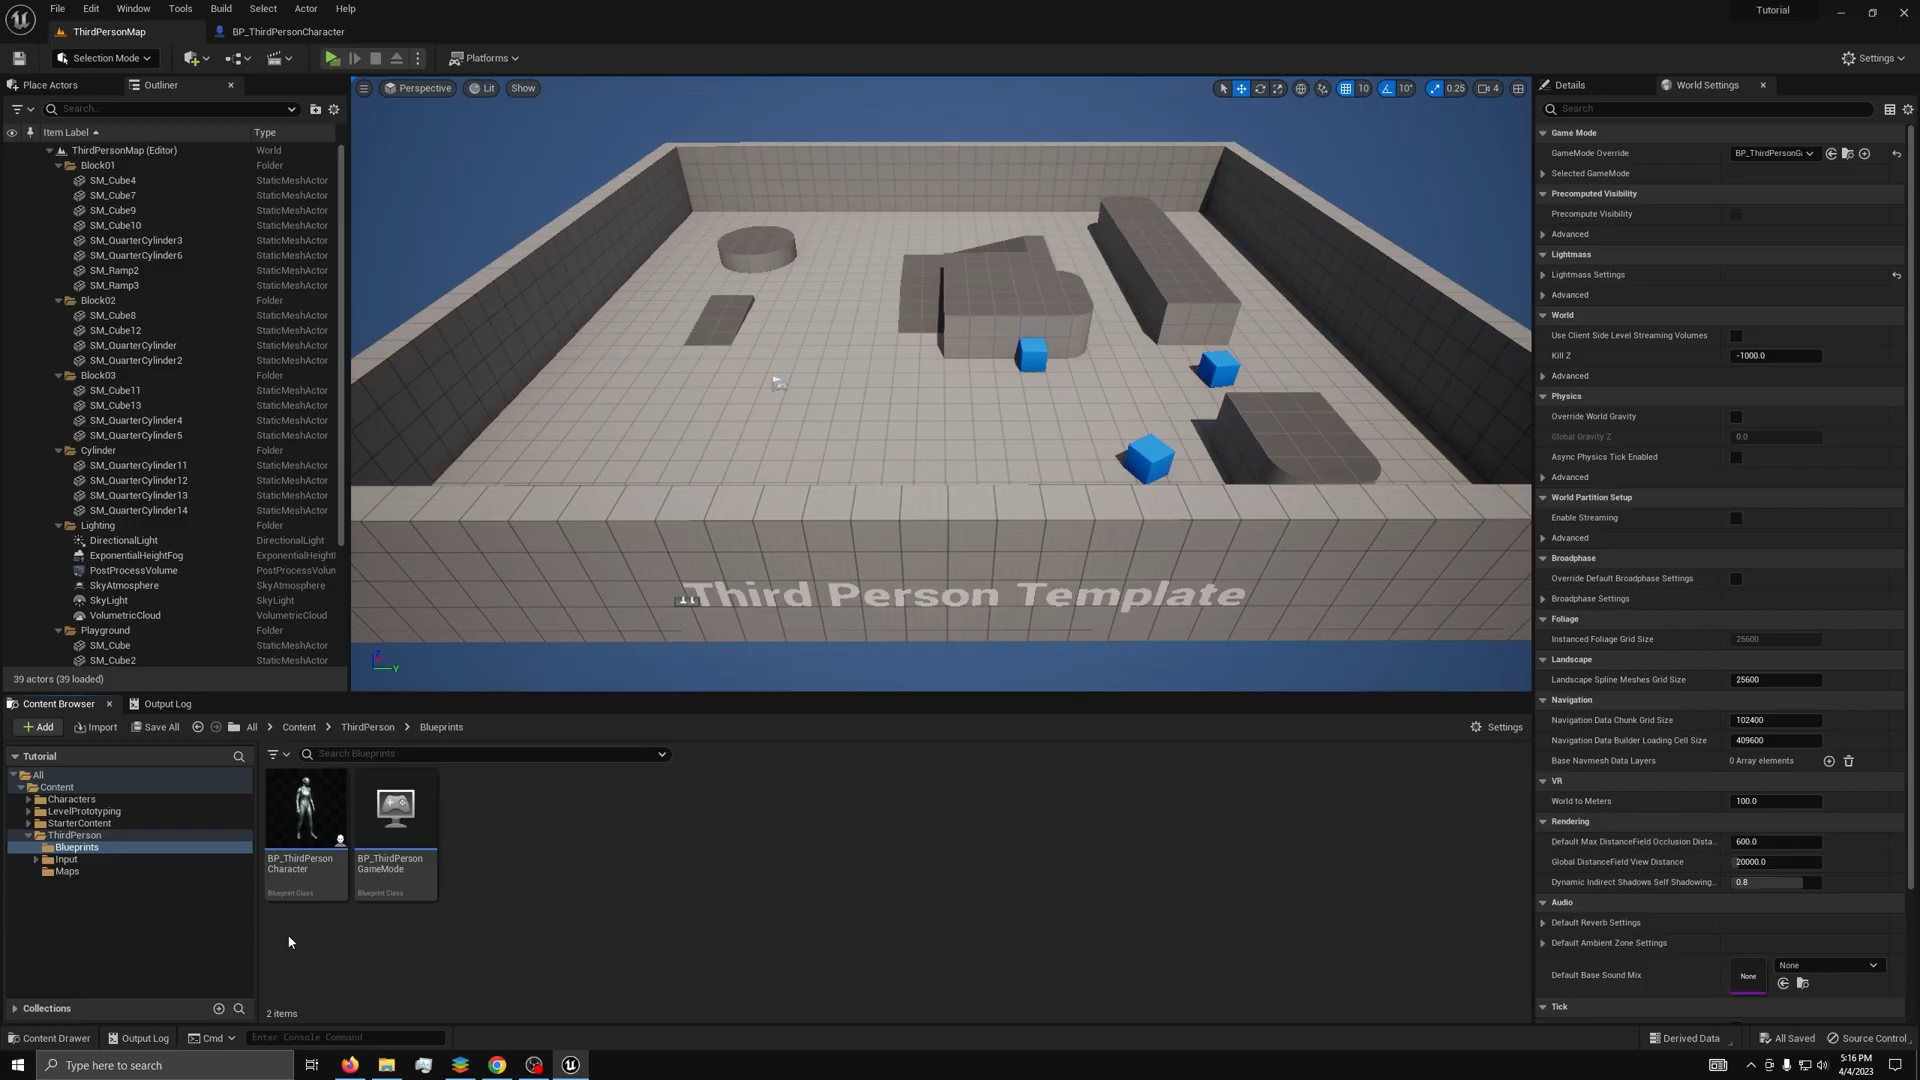 File Edit Window Tools Build Select Actor Help
Tutorial
ThirdPersonMap
BP_ThirdPersonCharacter
Selection Mode
Platforms
Settings
Place Actors
Outliner
Search...
Item Label
Type
ThirdPersonMap (Editor) World
Block01 Folder
SM_Cube4 StaticMeshActor
SM_Cube7 StaticMeshActor
SM_Cube9 StaticMeshActor
SM_Cube10 StaticMeshActor
SM_QuarterCylinder3 StaticMeshActor
SM_QuarterCylinder6 StaticMeshActor
SM_Ramp2 StaticMeshActor
SM_Ramp3 StaticMeshActor
Block02 Folder
SM_Cube8 StaticMeshActor
SM_Cube12 StaticMeshActor
SM_QuarterCylinder StaticMeshActor
SM_QuarterCylinder2 StaticMeshActor
Block03 Folder
SM_Cube11 StaticMeshActor
SM_Cube13 StaticMeshActor
SM_QuarterCylinder4 StaticMeshActor
SM_QuarterCylinder5 StaticMeshActor
Cylinder Folder
SM_QuarterCylinder11 StaticMeshActor
SM_QuarterCylinder12 StaticMeshActor
SM_QuarterCylinder13 StaticMeshActor
SM_QuarterCylinder14 StaticMeshActor
Lighting Folder
DirectionalLight DirectionalLight
ExponentialHeightFog ExponentialHeight
PostProcessVolume PostProcessVolun
SkyAtmosphere SkyAtmosphere
SkyLight SkyLight
VolumetricCloud VolumetricCloud
Playground Folder
SM_Cube StaticMeshActor
SM_Cube2 StaticMeshActor
39 actors (39 loaded)
Perspective
Lit
Show
10
10°
0.25
4
Third Person Template
Z
Y
Details
World Settings
Search
Game Mode
GameMode Override BP_ThirdPersonGa
Selected GameMode
Precomputed Visibility
Precompute Visibility
Advanced
Lightmass
Lightmass Settings
Advanced
World
Use Client Side Level Streaming Volumes
Kill Z -1000.0
Advanced
Physics
Override World Gravity
Global Gravity Z 0.0
Async Physics Tick Enabled
Advanced
World Partition Setup
Enable Streaming
Advanced
Broadphase
Override Default Broadphase Settings
Broadphase Settings
Foliage
Instanced Foliage Grid Size 25600
Landscape
Landscape Spline Meshes Grid Size 25600
Navigation
Navigation Data Chunk Grid Size 102400
Navigation Data Builder Loading Cell Size 409600
Base Navmesh Data Layers 0 Array elements
VR
World to Meters 100.0
Rendering
Default Max DistanceField Occlusion Dista... 600.0
Global DistanceField View Distance 20000.0
Dynamic Indirect Shadows Self Shadowing... 0.8
Audio
Default Reverb Settings
Default Ambient Zone Settings
Default Base Sound Mix None None
Tick
Content Browser
Output Log
Add
Import
Save All
All
Content
ThirdPerson
Blueprints
Settings
Tutorial
Search Blueprints
All
Content
Characters
LevelPrototyping
StarterContent
ThirdPerson
Blueprints
Input
Maps
BP_ThirdPerson
Character
Blueprint Class
BP_ThirdPerson
GameMode
Blueprint Class
Collections
2 items
Content Drawer
Output Log
Cmd
Enter Console Command
Derived Data
All Saved
Source Control
Type here to search
5:16 PM
4/4/2023